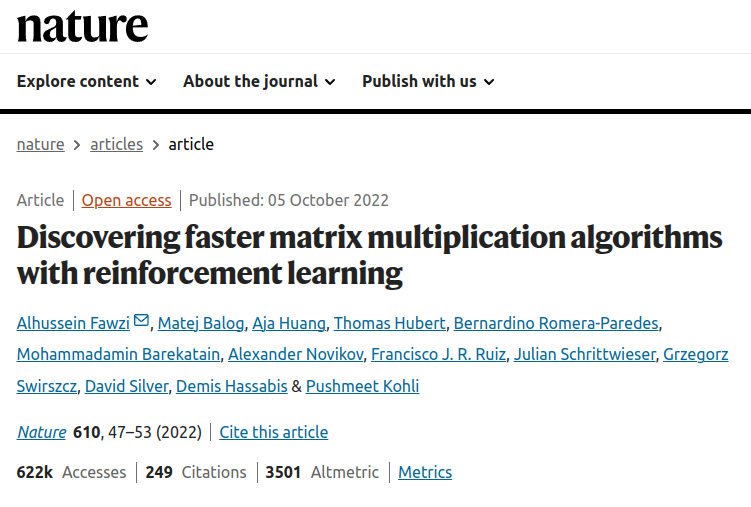 nature
Explore content About the journal Publish with us
nature > articles > article
Article | Open access | Published: 05 October 2022
Discovering faster matrix multiplication algorithms
with reinforcement learning
Alhussein Fawzi, Matej Balog, Aja Huang, Thomas Hubert, Bernardino Romera-Paredes,
Mohammadamin Barekatain, Alexander Novikov, Francisco J. R. Ruiz, Julian Schrittwieser, Grzegorz
Swirszcz, David Silver, Demis Hassabis & Pushmeet Kohli
Nature 610, 47–53 (2022) | Cite this article
622k Accesses | 249 Citations | 3501 Altmetric | Metrics